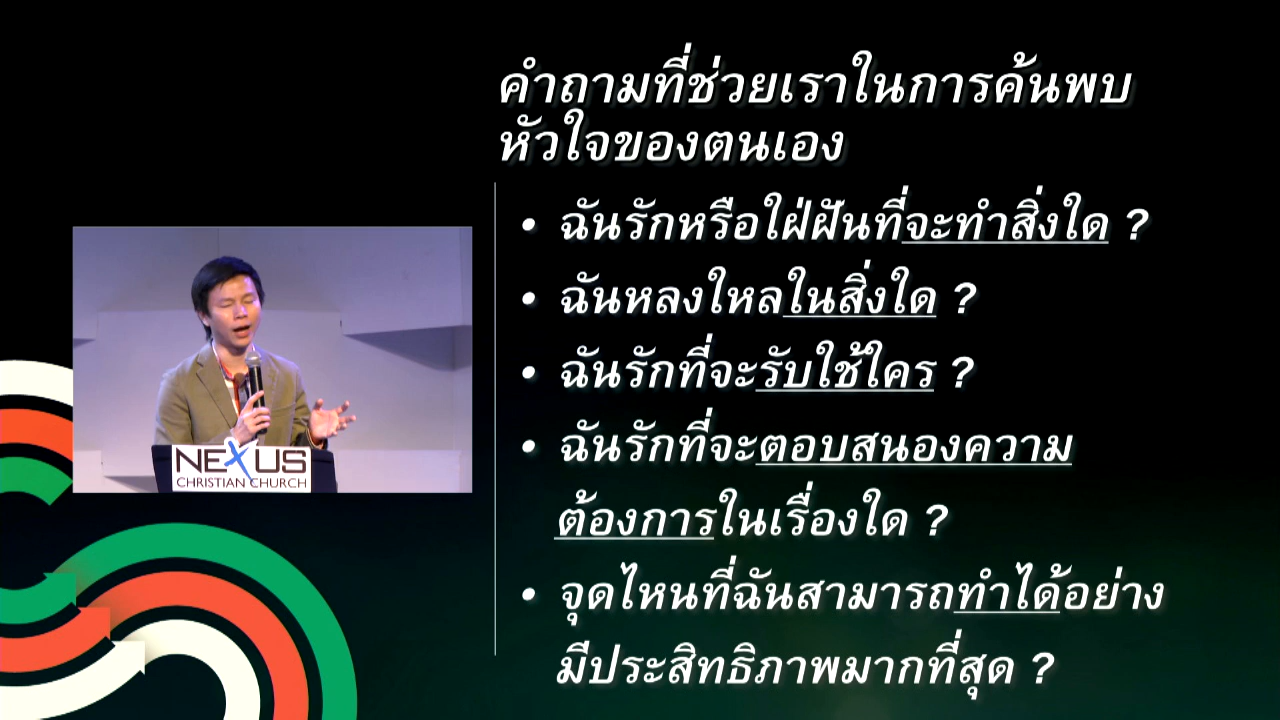 คำถามที่ช่วยเราในการค้นพบ
หัวใจของตนเอง
• ฉันรักหรือใฝ่ฝันที่จะทำสิ่งใด ?
• ฉันหลงใหลในสิ่งใด ?
• ฉันรักที่จะรับใช้ใคร ?
• ฉันรักที่จะตอบสนองความ
ต้องการในเรื่องใด ?
• จุดไหนที่ฉันสามารถทำได้อย่าง
มีประสิทธิภาพมากที่สุด ?
NEXUS
CHRISTIAN CHURCH